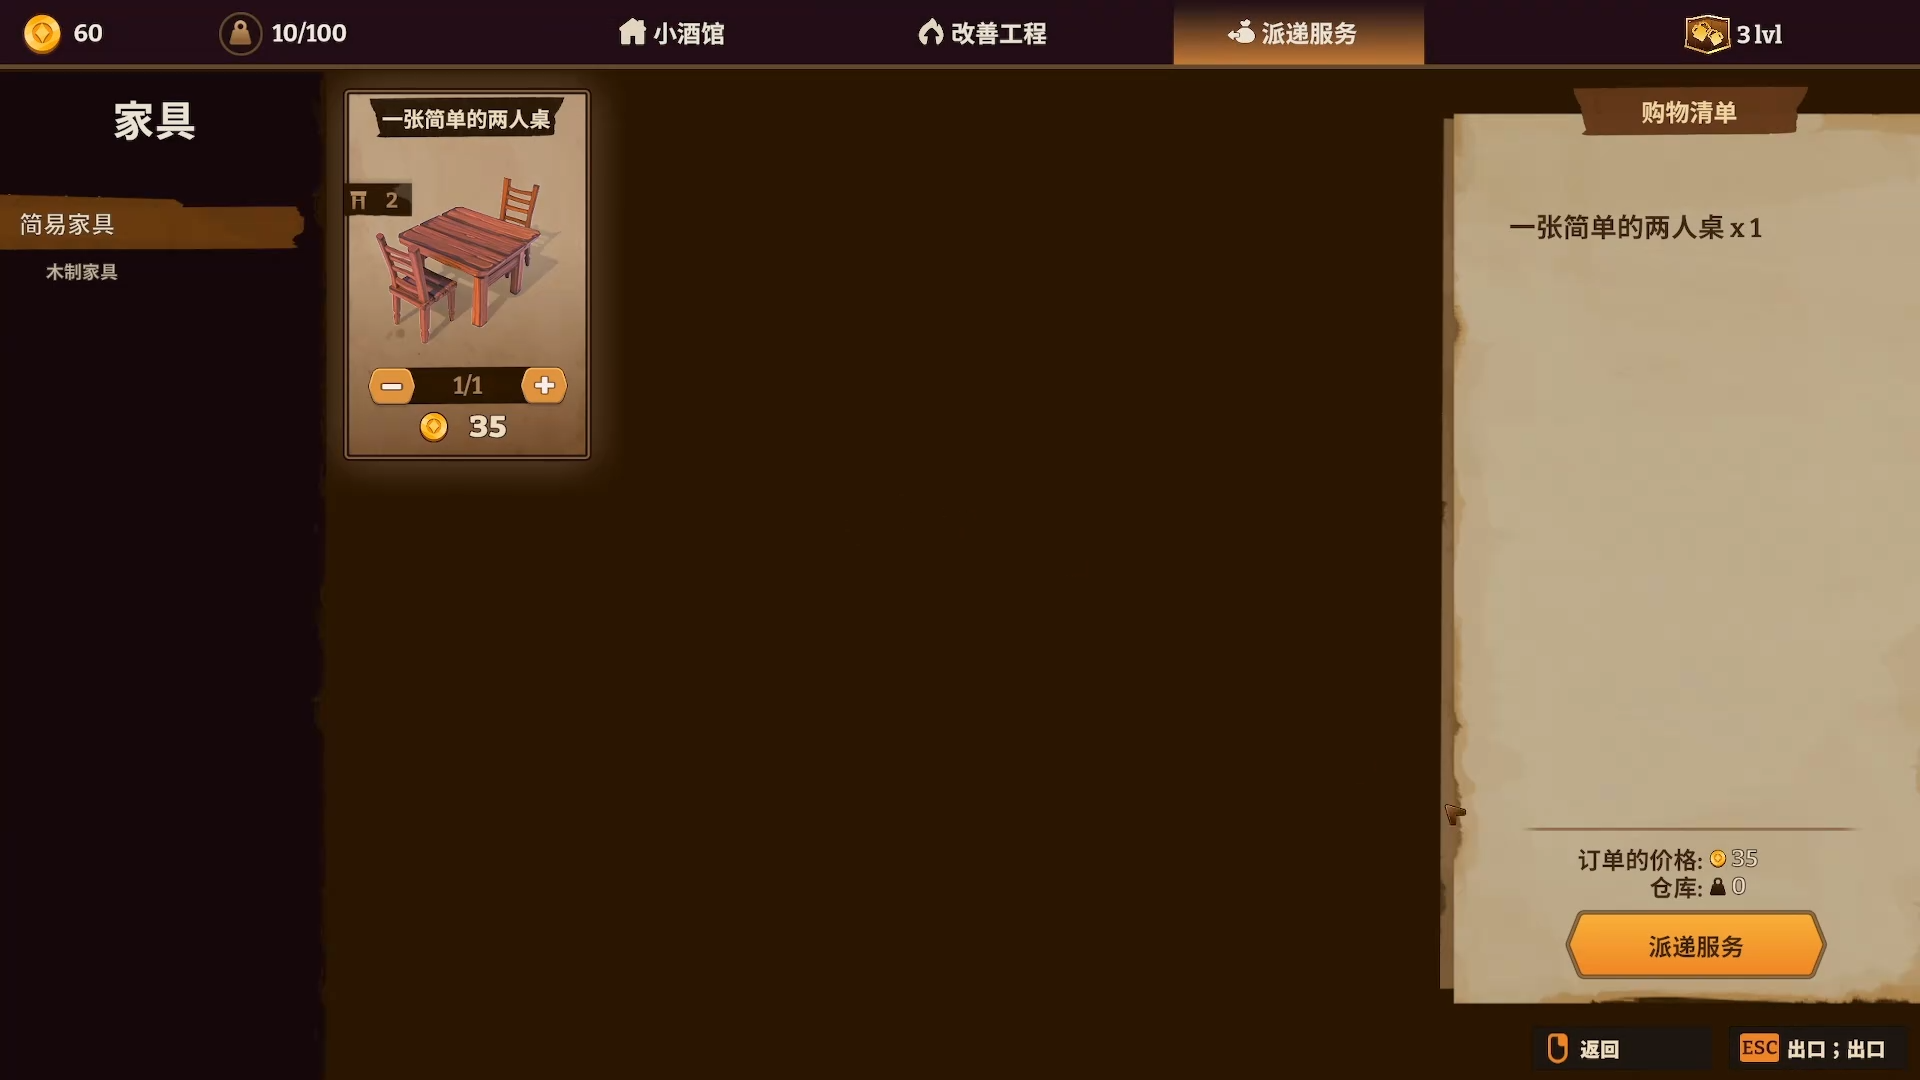 60
10/100
小酒馆
改善工程
派递服务
3 lvl
家具
简易家具
木制家具
一张简单的两人桌
2
1/1
35
购物清单
一张简单的两人桌 x 1
订单的价格: 35
仓库: 0
派递服务
返回
ESC 出口；出口